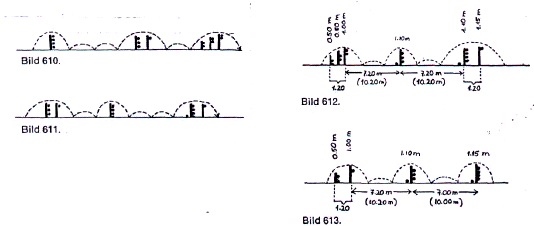 Bild 610.
Bild 611.
0.50 m
0.80 m
1.00 m
1.10 m
1.10 m
1.15 m
7.20 m
7.20 m
(10.20 m)
(10.20 m)
1.20
1.20
Bild 612.
0.50 m
1.00 m
1.10 m
1.15 m
7.20 m
7.00 m
(10.20 m)
(10.00 m)
1.20
Bild 613.